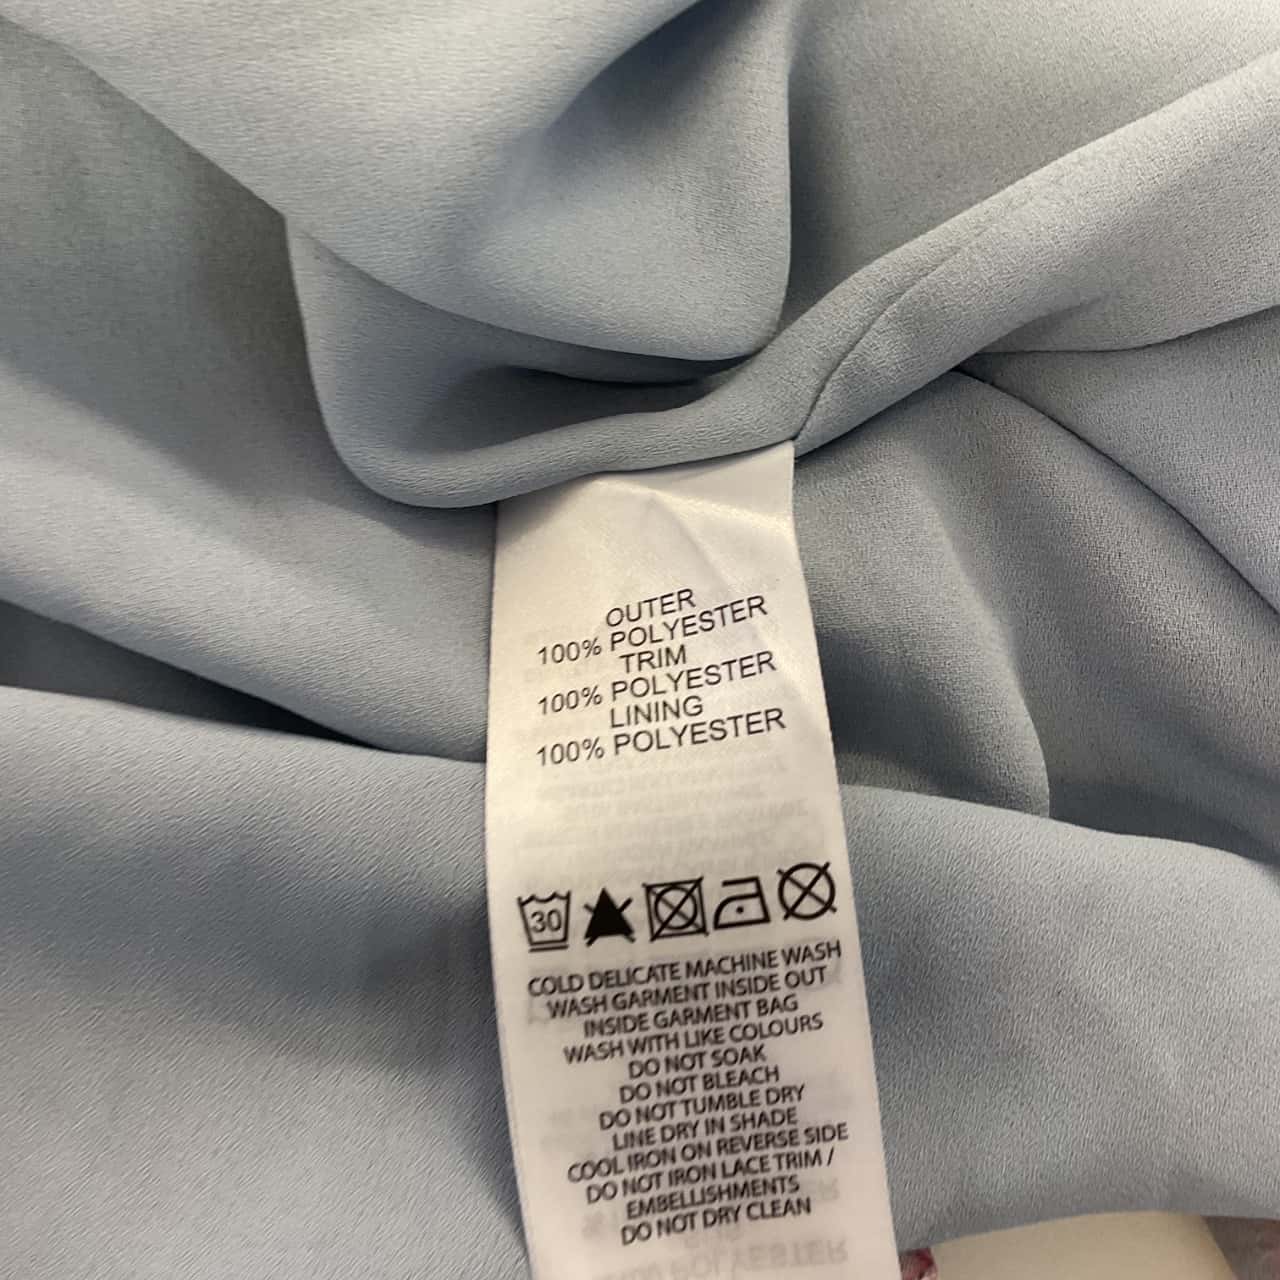 OUTER
100% POLYESTER
TRIM
100% POLYESTER
LINING
100% POLYESTER
30
COLD DELICATE MACHINE WASH
WASH GARMENT INSIDE OUT
INSIDE GARMENT BAG
WASH WITH LIKE COLOURS
DO NOT SOAK
DO NOT BLEACH
DO NOT TUMBLE DRY
LINE DRY IN SHADE
COOL IRON ON REVERSE SIDE
DO NOT IRON LACE TRIM /
EMBELLISHMENTS
DO NOT DRY CLEAN